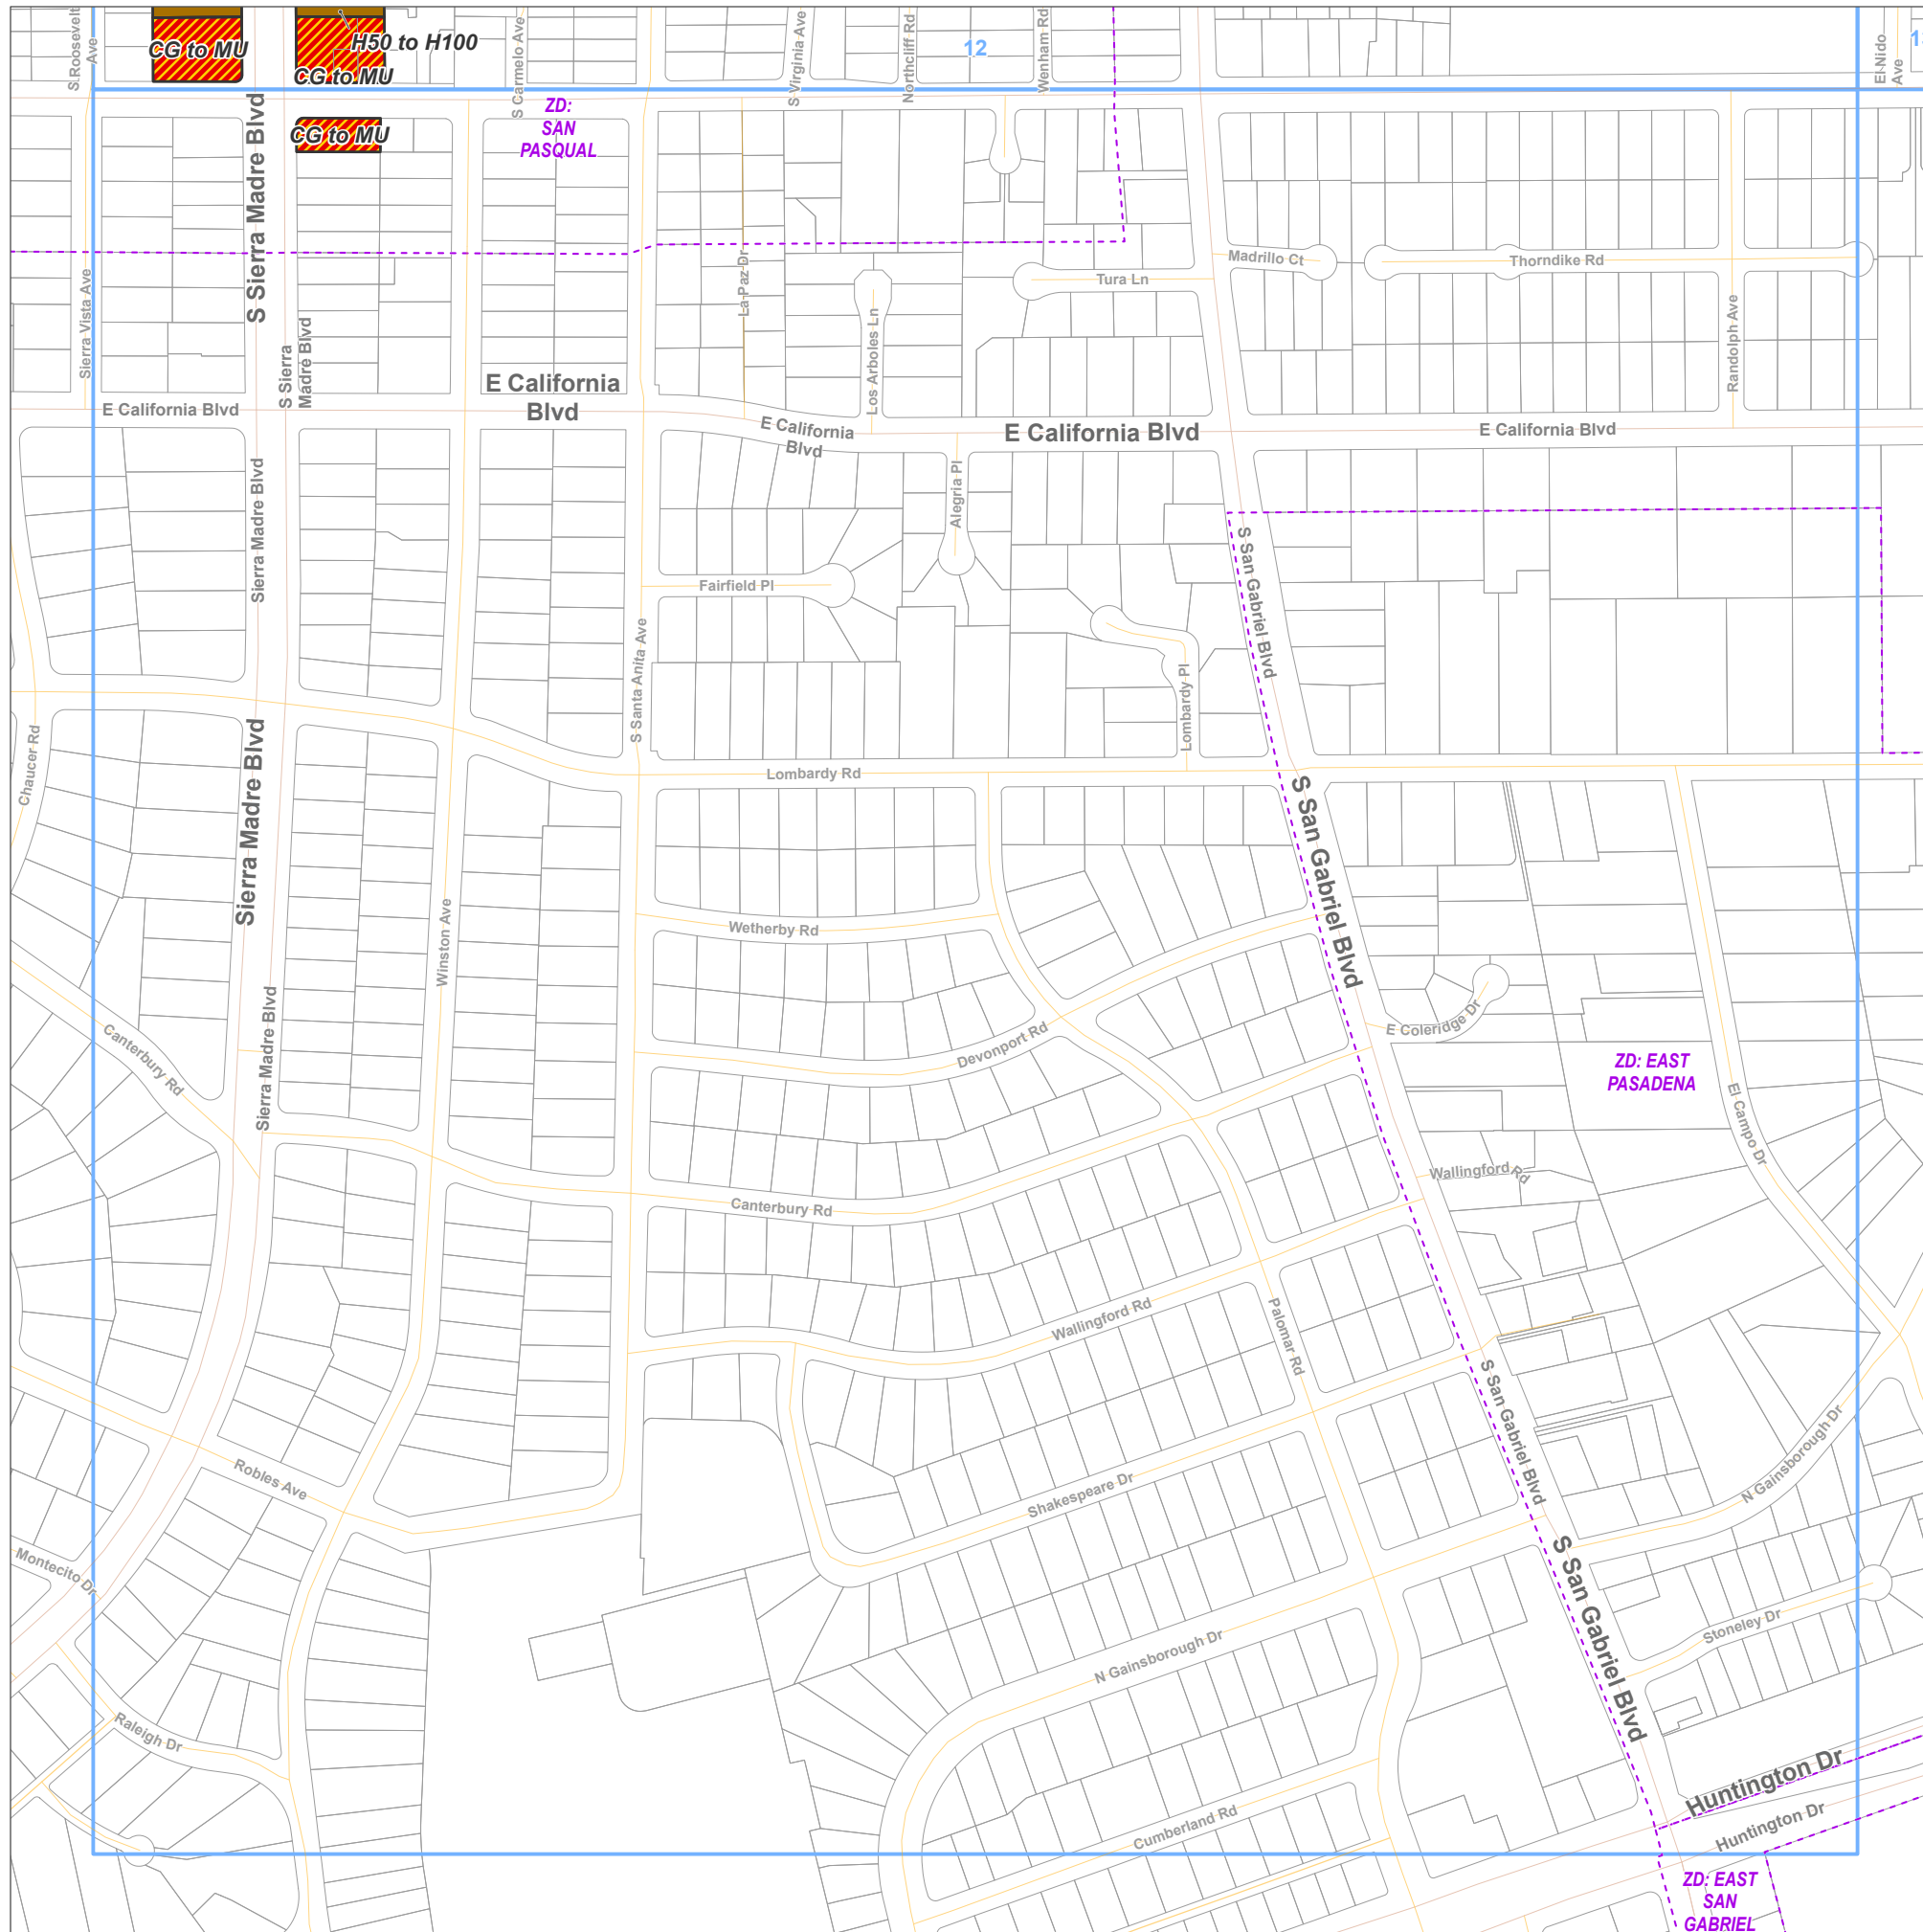 S Roosevelt
Ave
CG to MU
H50 to H100
CG to MU
S Carmelo Ave
S Virginia Ave
Northcliff Rd
12
Wenham Rd
El Nido
Ave
ZD:
SAN
PASQUAL
CG to MU
S Sierra Madre Blvd
Sierra Vista Ave
S Sierra
Madre Blvd
La Paz Dr
Los Arboles Ln
Tura Ln
Madrillo Ct
Thorndike Rd
Randolph Ave
E California Blvd
E California
Blvd
E California
Blvd
E California Blvd
E California Blvd
Sierra Madre Blvd
Alegria Pl
Fairfield Pl
S Santa Anita Ave
Lombardy Pl
S San Gabriel Blvd
Chaucer Rd
Sierra Madre Blvd
Lombardy Rd
S San Gabriel Blvd
Winston Ave
Wetherby Rd
Sierra Madre Blvd
Canterbury Rd
Devonport Rd
E Coleridge Dr
ZD: EAST
PASADENA
El Campo Dr
Wallingford Rd
Canterbury Rd
Wallingford Rd
Palomar Rd
S San Gabriel Blvd
Robles Ave
Shakespeare Dr
N Gainsborough Dr
Montecito Dr
S San Gabriel Blvd
Stoneley Dr
N Gainsborough Dr
Raleigh Dr
Huntington Dr
Cumberland Rd
Huntington Dr
ZD: EAST
SAN
GABRIEL